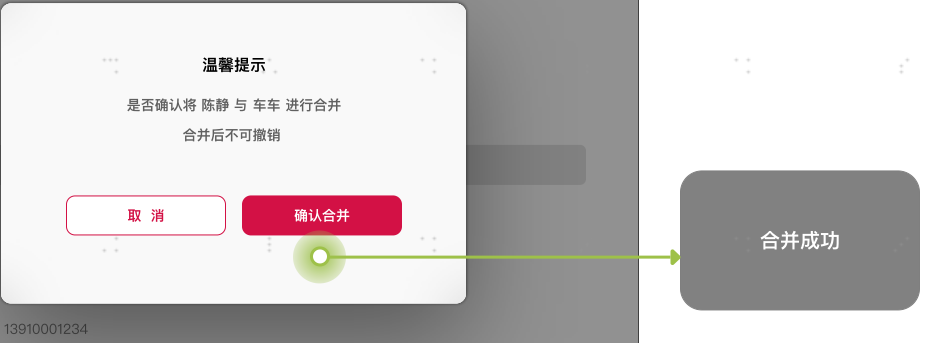 温馨提示
是否确认将 陈静 与 车车 进行合并
合并后不可撤销
取 消
确认合并
合并成功
13910001234